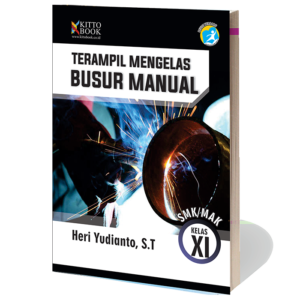 KITTO
BOOK
TERAMPIL MENGELAS
BUSUR MANUAL
SMK/MAK
KELAS
XI
Heri Yudianto, S.T